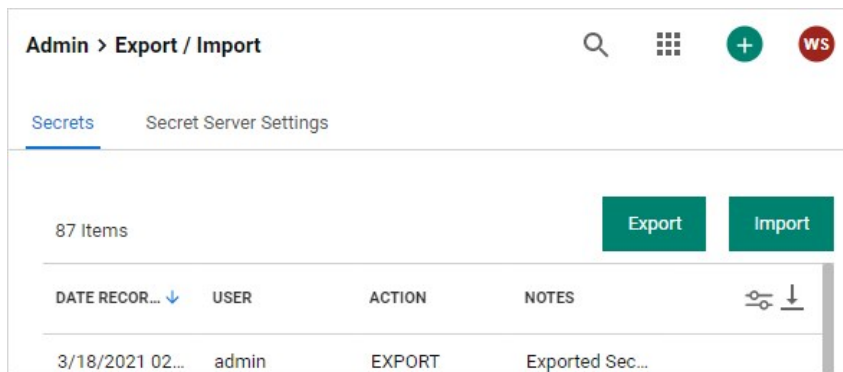 Admin > Export / Import
+
WS
Secrets Secret Server Settings
87 Items Export Import
DATE RECOR... USER ACTION NOTES
3/18/2021 02... admin EXPORT Exported Sec...